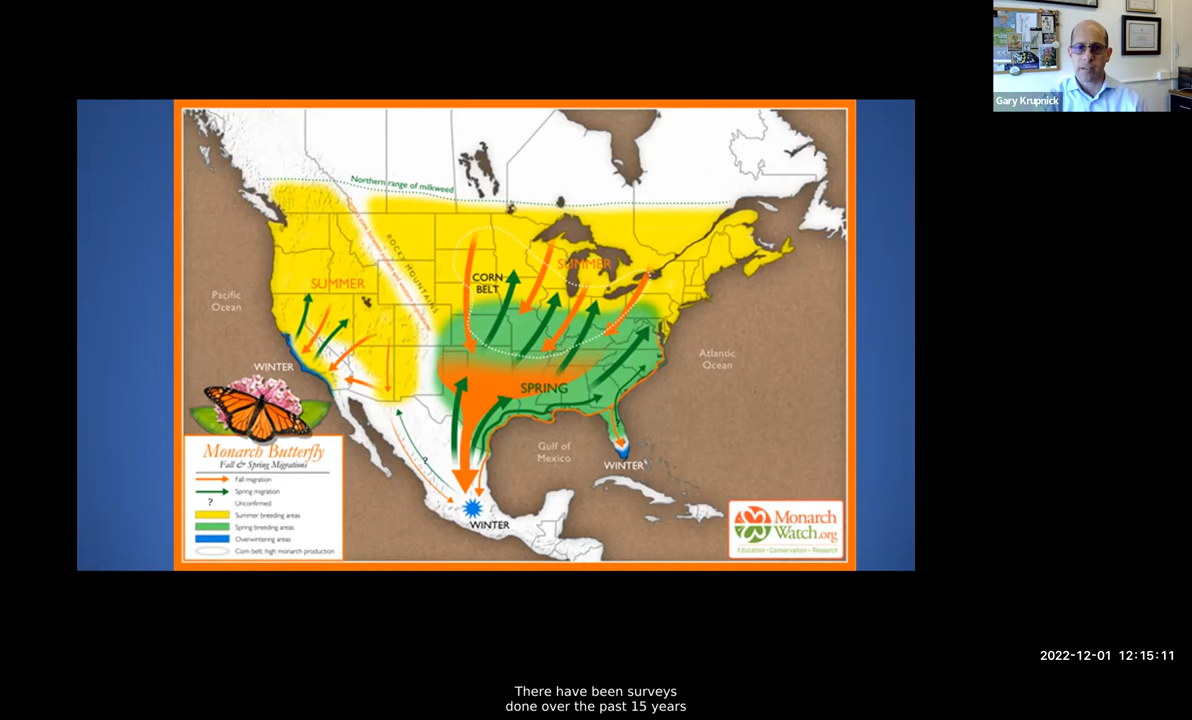 Gary Krupnick
Northern range of milkweed
ROCKY MOUNTAINS
CORN
BELT
SUMMER
SUMMER
Pacific
Ocean
WINTER
SPRING
Atlantic
Ocean
Gulf of
Mexico
WINTER
?
WINTER
Monarch Butterfly
Fall & Spring Migrations
Fall migration
Spring migration
? Unconfirmed
Summer breeding areas
Spring breeding areas
Overwintering areas
Corn belt: high monarch production
Monarch
Watch.org
Education • Conservation • Research
2022-12-01 12:15:11
There have been surveys
done over the past 15 years